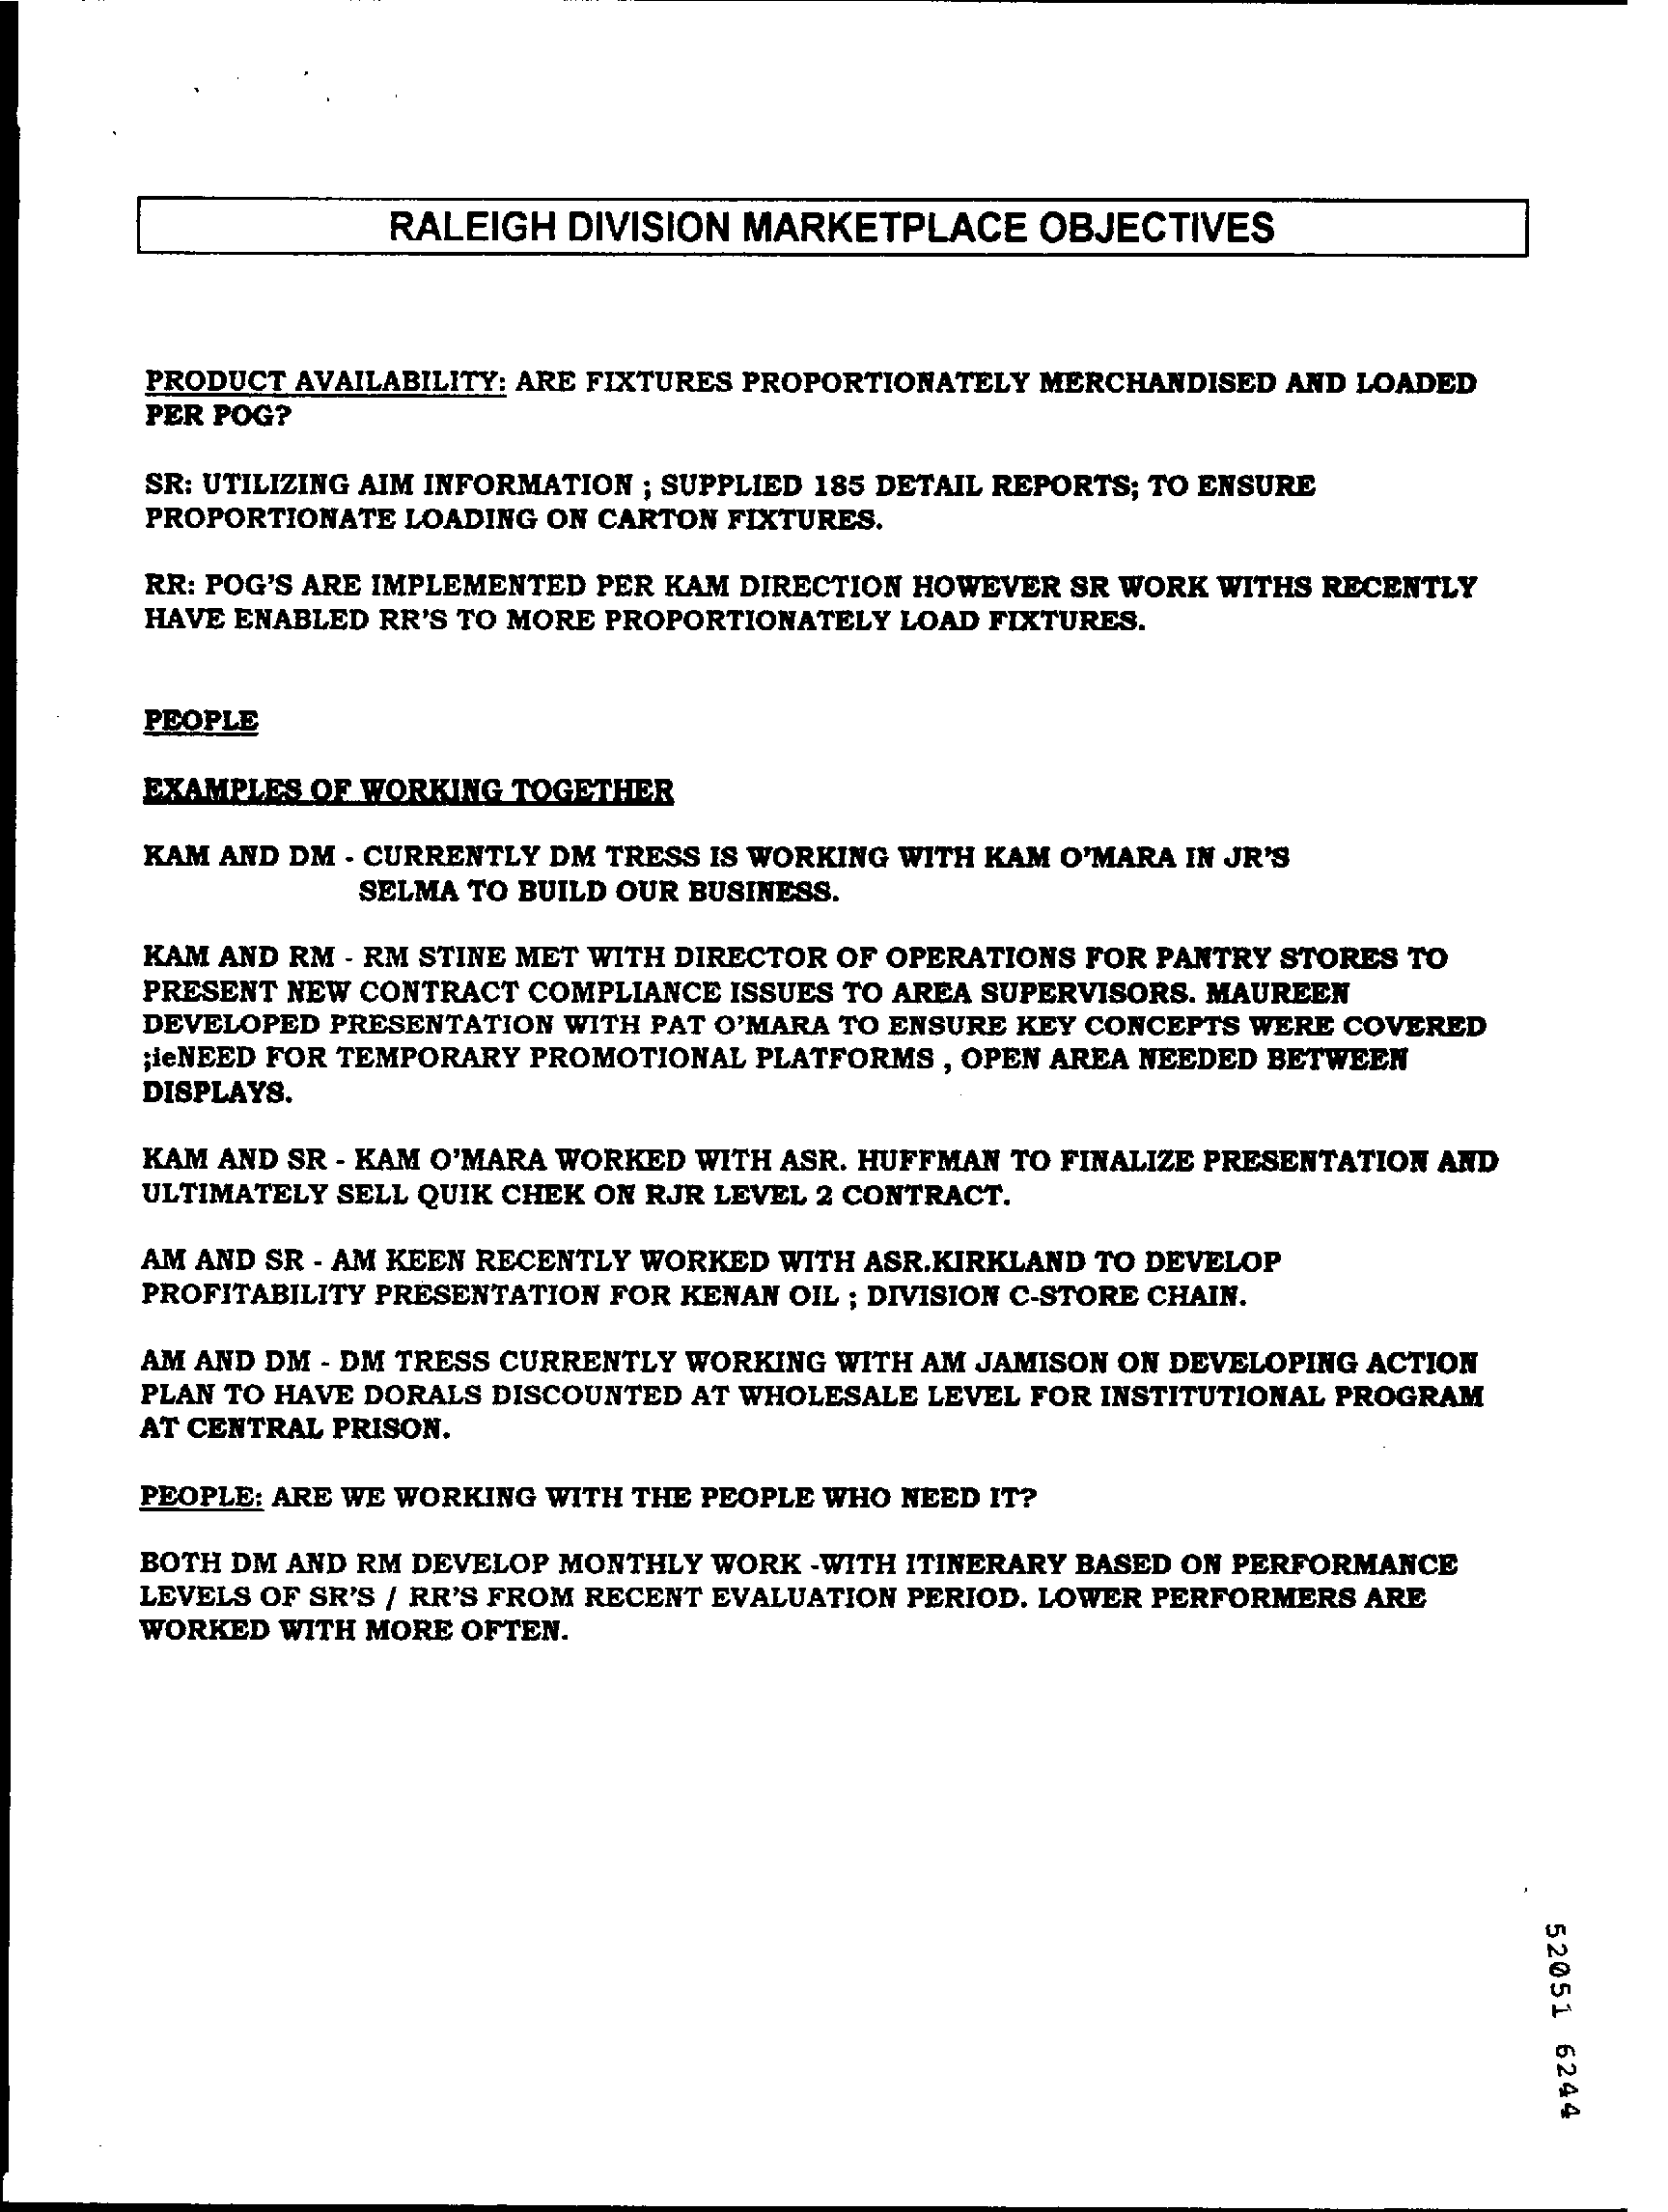 RALEIGH DIVISION MARKETPLACE OBJECTIVES
PRODUCT AVAILABILITY: ARE FIXTURES PROPORTIONATELY MERCHANDISED AND LOADED
PER POG?
SR: UTILIZING AIM INFORMATION ; SUPPLIED 185 DETAIL REPORTS; TO ENSURE
PROPORTIONATE LOADING ON CARTON FIXTURES.
RR: POG'S ARE IMPLEMENTED PER KAM DIRECTION HOWEVER SR WORK WITHS RECENTLY
HAVE ENABLED RR'S TO MORE PROPORTIONATELY LOAD FIXTURES.
PEOPLE
EXAMPLES OF WORKING TOGETHER
KAM AND DM - CURRENTLY DM TRESS IS WORKING WITH KAM O'MARA IN JR'S
SELMA TO BUILD OUR BUSINESS.
KAM AND RM - RM STINE MET WITH DIRECTOR OF OPERATIONS FOR PANTRY STORES TO
PRESENT NEW CONTRACT COMPLIANCE ISSUES TO AREA SUPERVISORS. MAUREEN
DEVELOPED PRESENTATION WITH PAT O'MARA TO ENSURE KEY CONCEPTS WERE COVERED
;ieNEED FOR TEMPORARY PROMOTIONAL PLATFORMS , OPEN AREA NEEDED BETWEEN
DISPLAYS.
KAM AND SR - KAM O'MARA WORKED WITH ASR. HUFFMAN TO FINALIZE PRESENTATION AND
ULTIMATELY SELL QUIK CHEK ON RJR LEVEL 2 CONTRACT.
AM AND SR - AM KEEN RECENTLY WORKED WITH ASR.KIRKLAND TO DEVELOP
PROFITABILITY PRESENTATION FOR KENAN OIL ; DIVISION C-STORE CHAIN.
AM AND DM - DM TRESS CURRENTLY WORKING WITH AM JAMISON ON DEVELOPING ACTION
PLAN TO HAVE DORALS DISCOUNTED AT WHOLESALE LEVEL FOR INSTITUTIONAL PROGRAM
AT CENTRAL PRISON.
PEOPLE: ARE WE WORKING WITH THE PEOPLE WHO NEED IT?
BOTH DM AND RM DEVELOP MONTHLY WORK -WITH ITINERARY BASED ON PERFORMANCE
LEVELS OF SR'S / RR'S FROM RECENT EVALUATION PERIOD. LOWER PERFORMERS ARE
WORKED WITH MORE OFTEN.
52051 6244